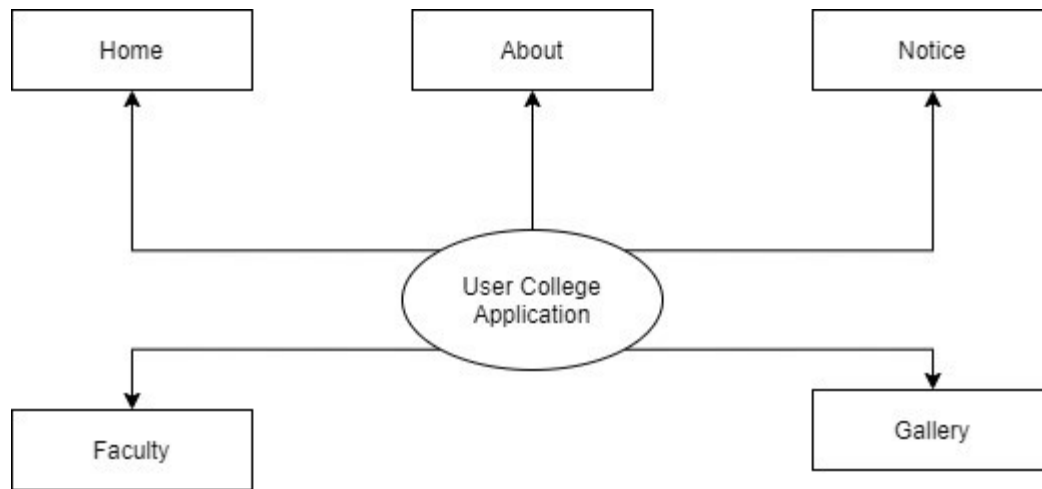 Home
About
Notice
User College
Application
Faculty
Gallery